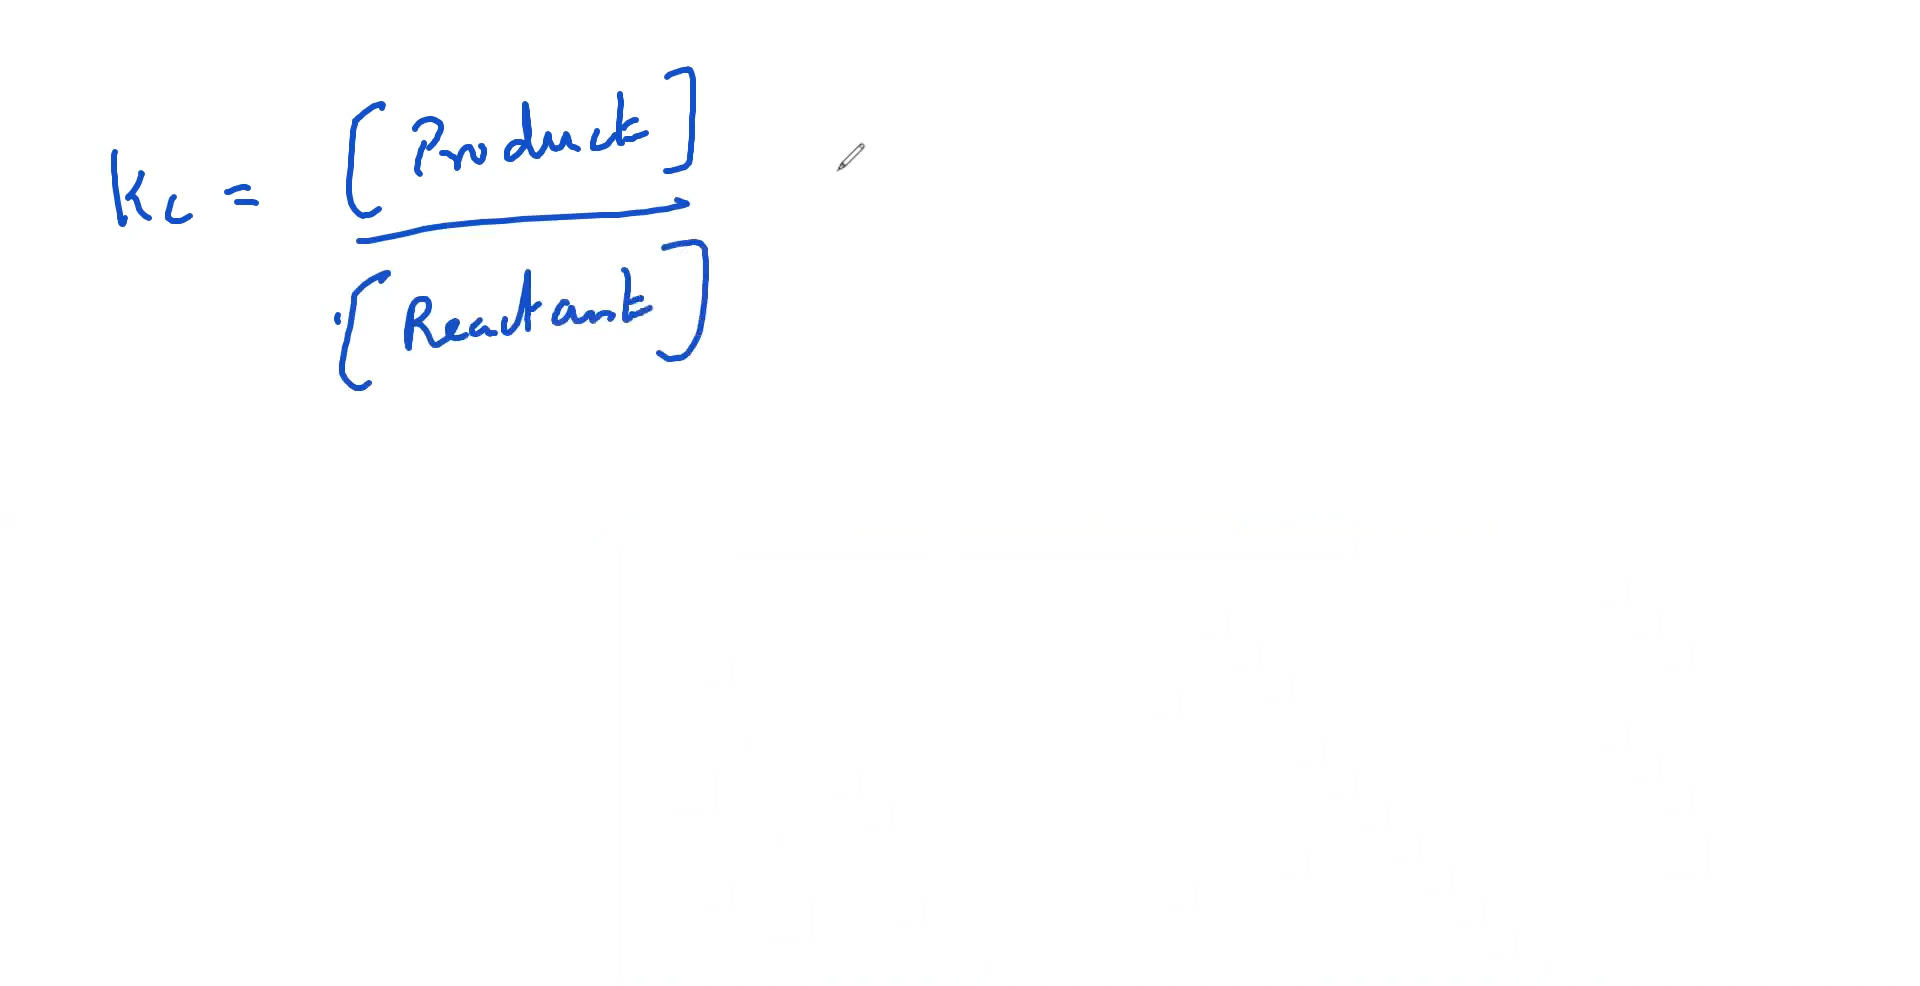 [Product]
Kc =
[Reactant]